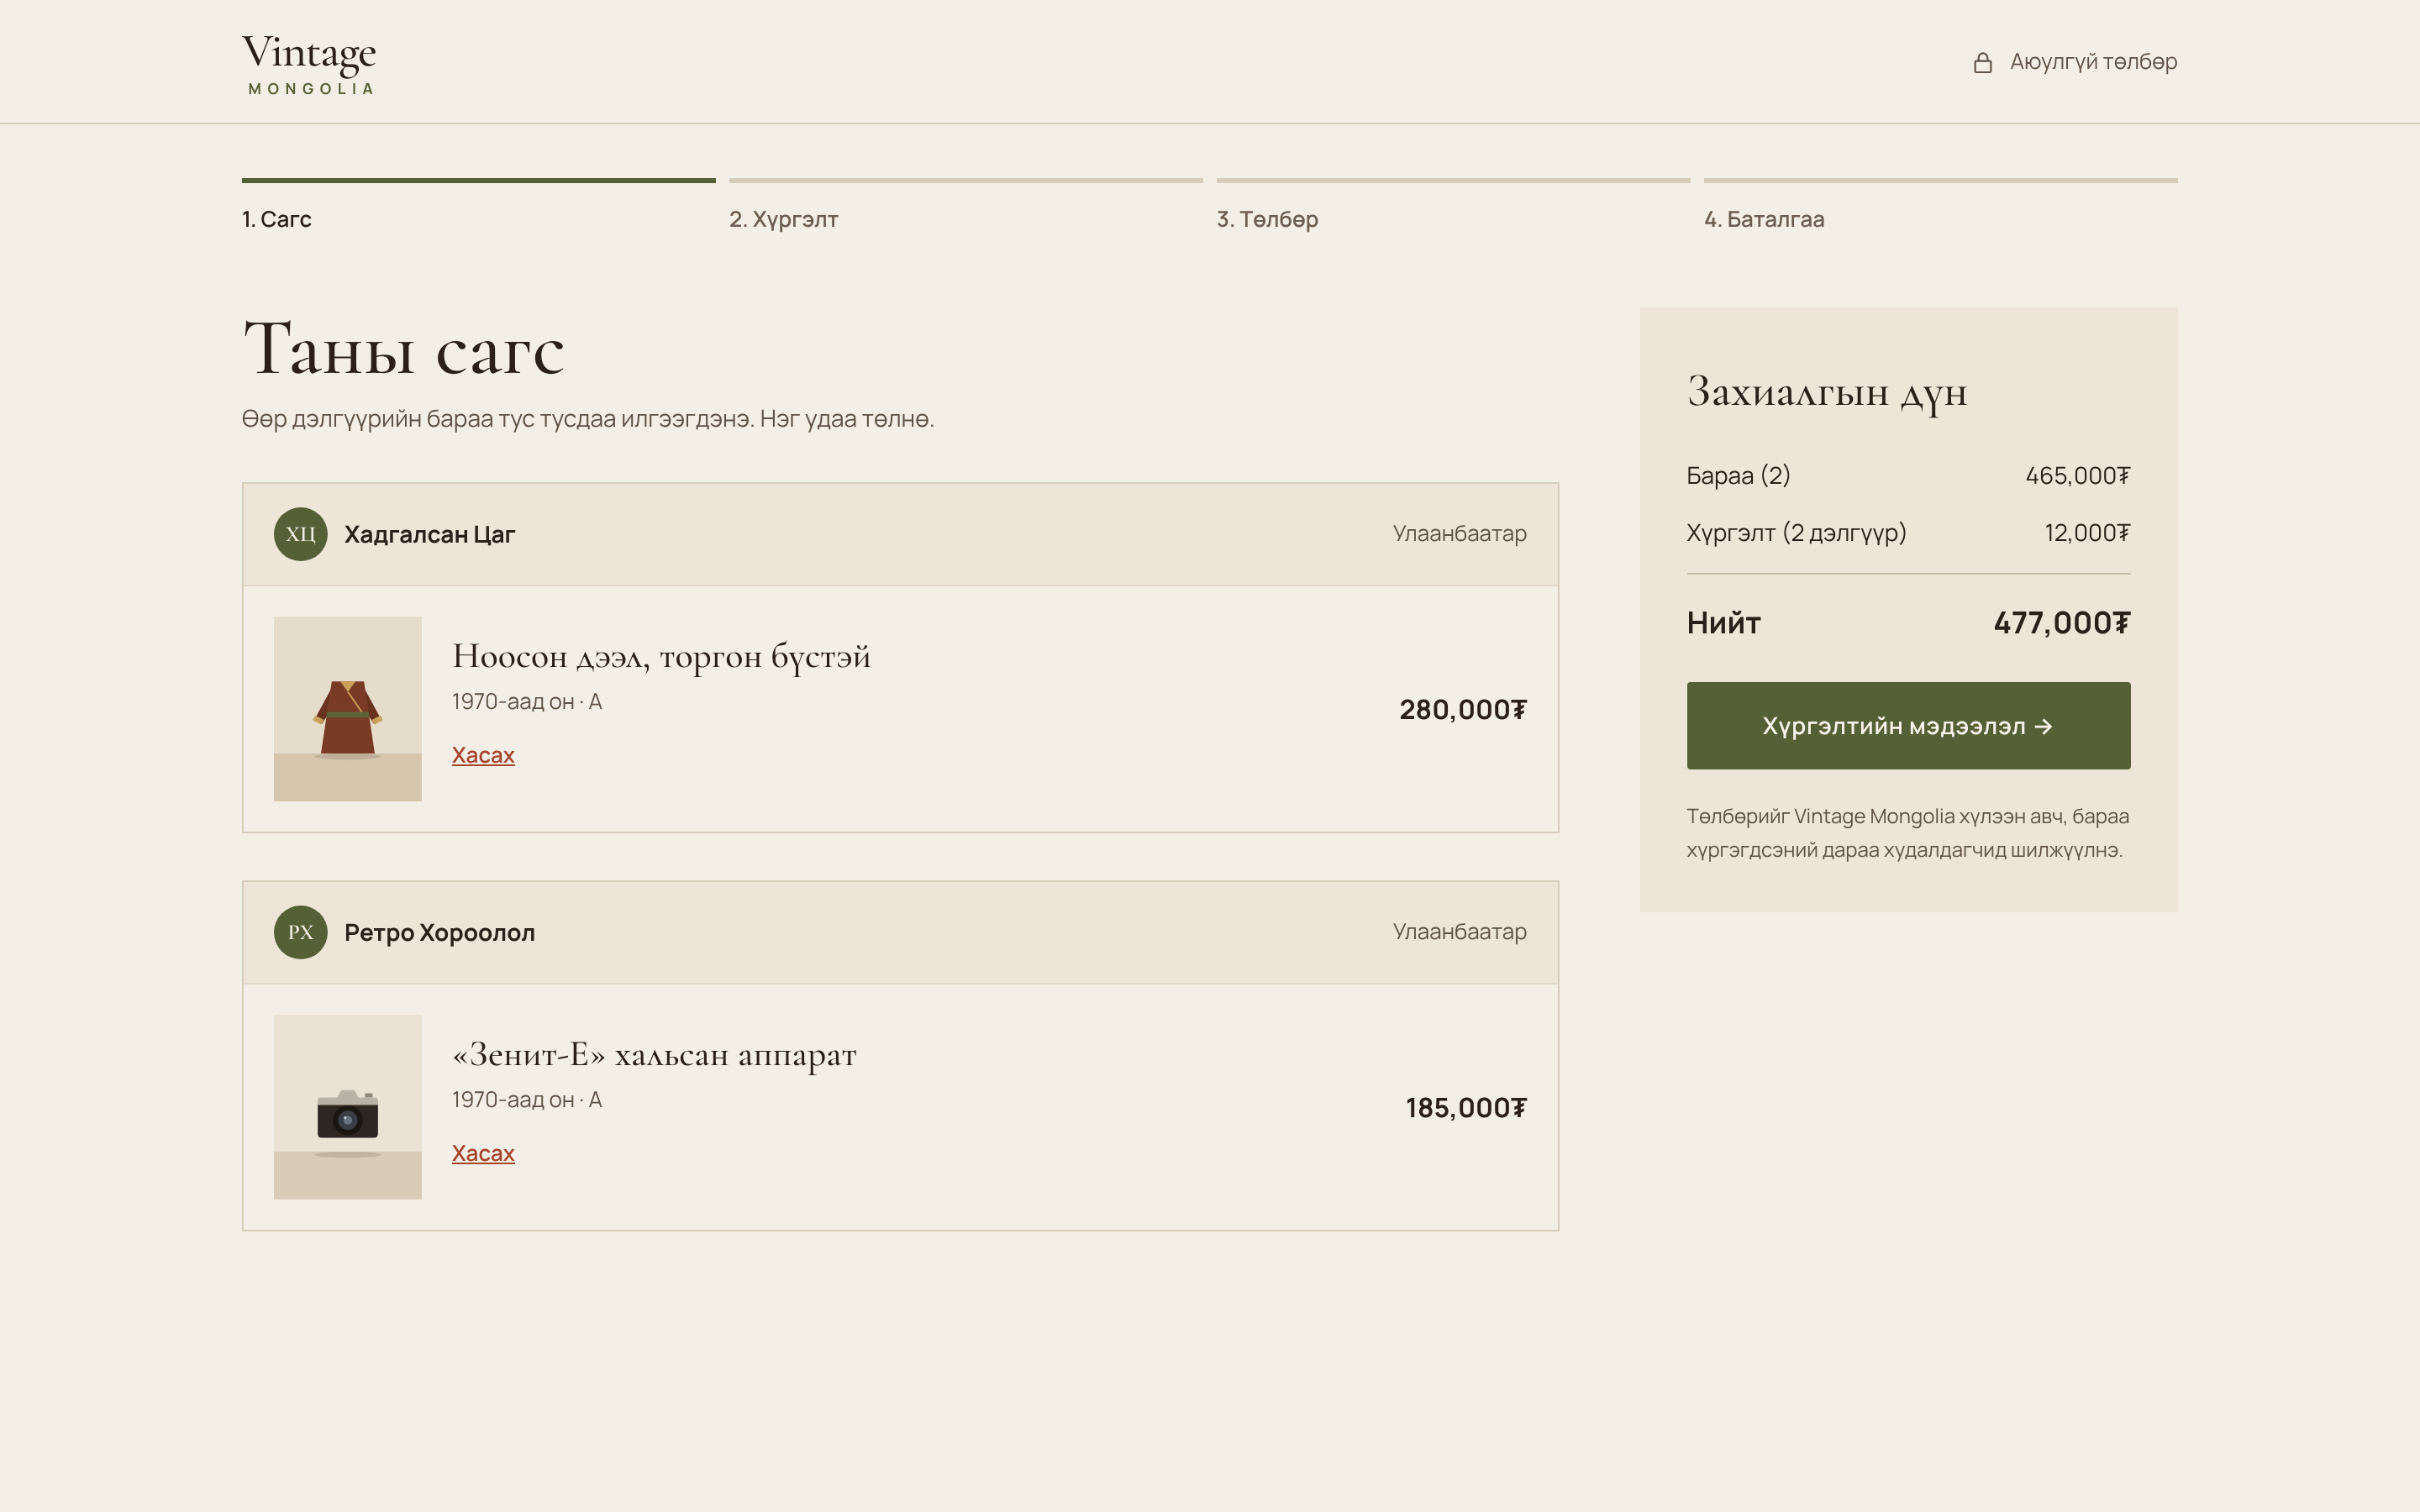 Vintage
MONGOLIA
Аюулгүй төлбөр
1. Сагс
2. Хүргэлт
3. Төлбөр
4. Баталгаа
Таны сагс
Өөр дэлгүүрийн бараа тус тусдаа илгээгдэнэ. Нэг удаа төлнө.
ХЦ Хадгалсан Цаг Улаанбаатар
Ноосон дээл, торгон бүстэй
1970-аад он · A
280,000₮
Хасах
РХ Ретро Хороолол Улаанбаатар
«Зенит-Е» хальсан аппарат
1970-аад он · A
185,000₮
Хасах
Захиалгын дүн
Бараа (2) 465,000₮
Хүргэлт (2 дэлгүүр) 12,000₮
Нийт 477,000₮
Хүргэлтийн мэдээлэл →
Төлбөрийг Vintage Mongolia хүлээн авч, бараа
хүргэгдсэний дараа худалдагчид шилжүүлнэ.